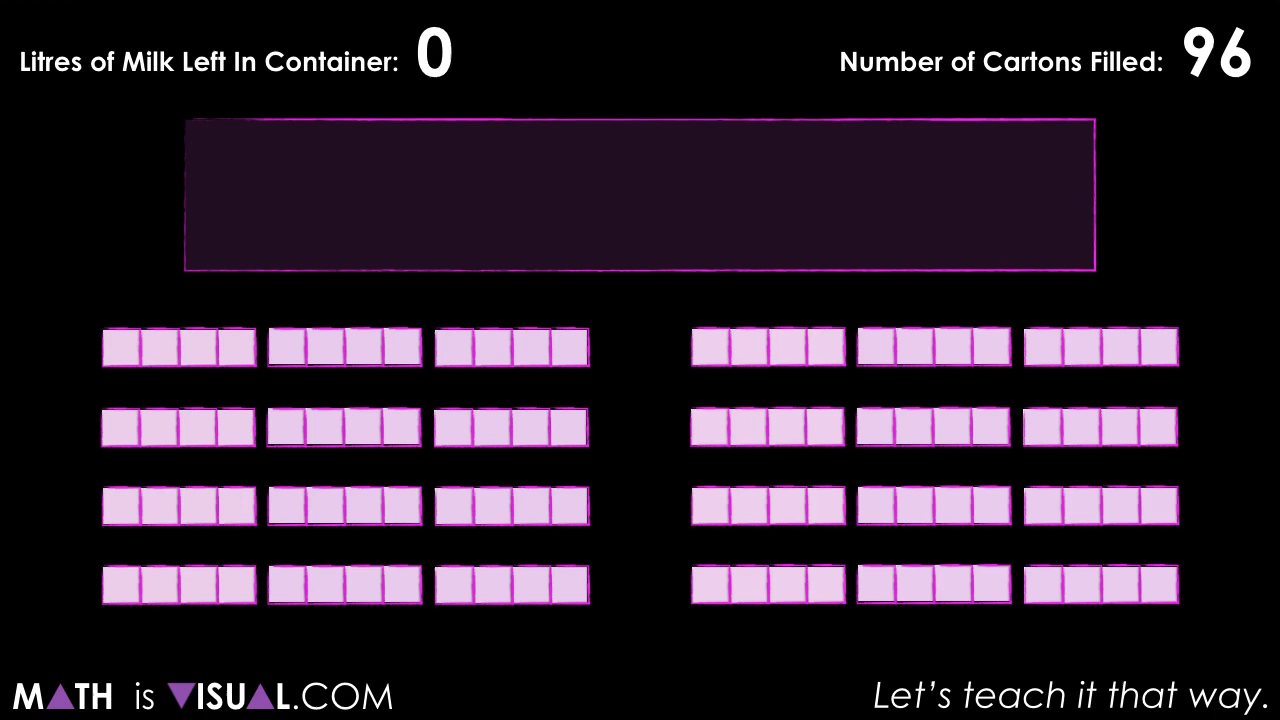 Litres of Milk Left In Container: 0
Number of Cartons Filled: 96
MATH is VISUAL.COM
Let's teach it that way.